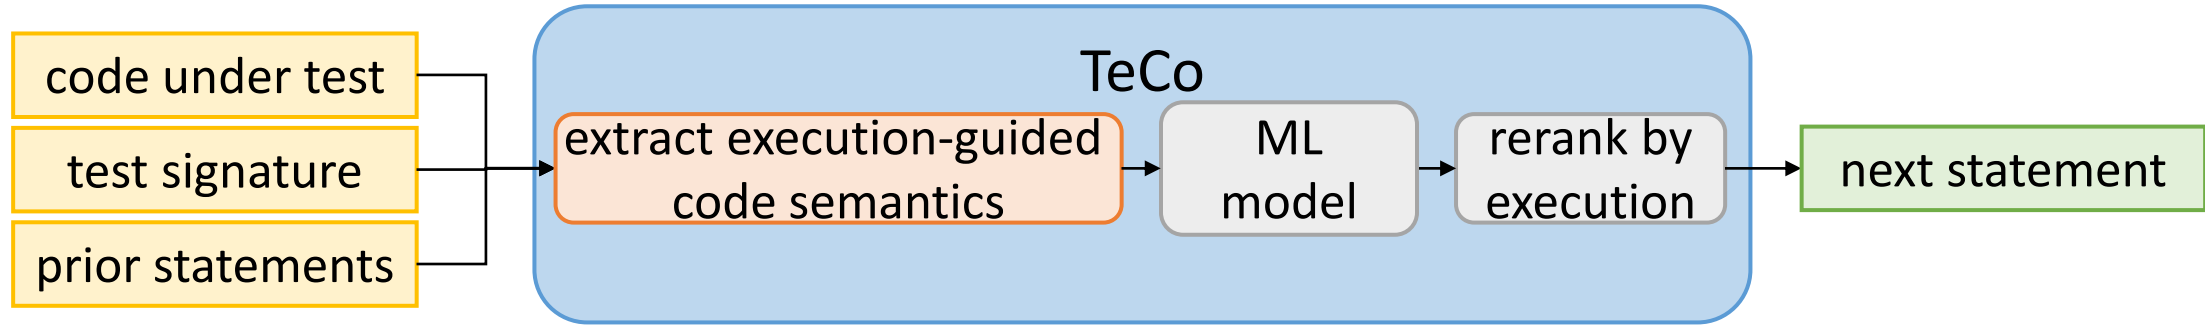 code under test
test signature
prior statements
TeCo
extract execution-guided
code semantics
ML
model
rerank by
execution
next statement